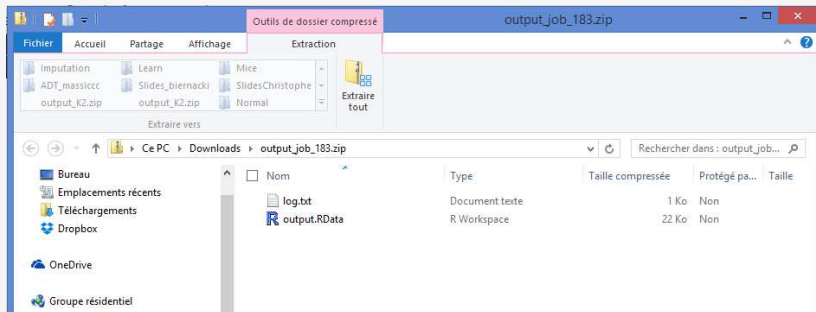 Outils de dossier compressé
output_job_183.zip
Fichier Accueil Partage Affichage Extraction
Imputation Learn Mice
ADT_massiccc Slides_biernacki SlidesChristophe
output_K2.zip output_K2.zip Normal
Extraire tout
Extraire vers
Ce PC Downloads output_job_183.zip
Rechercher dans : output_job...
Bureau
Emplacements récents
Téléchargements
Dropbox
OneDrive
Groupe résidentiel
Nom Type Taille compressée Protégé pa... Taille
log.txt Document texte 1 Ko Non
output.RData R Workspace 22 Ko Non